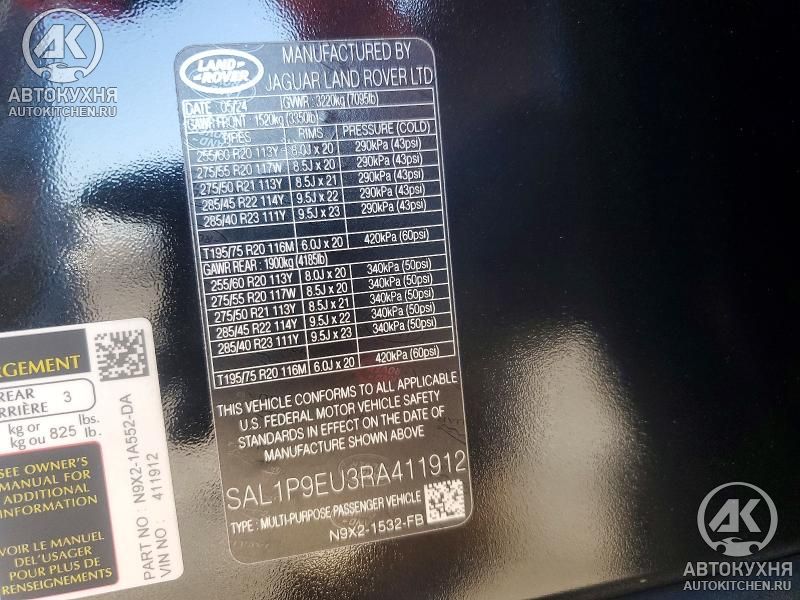 АК
АВТОКУХНЯ
AUTOKITCHEN.RU
LAND
ROVER
MANUFACTURED BY
JAGUAR LAND ROVER LTD
DATE 05/24 GVWR : 3220kg (7095lb)
GAWR FRONT 1520kg (3350lb)
TIRES RIMS PRESSURE (COLD)
255/60 R20 113Y 8.0J x 20 290kPa (43psi)
275/55 R20 117W 8.5J x 20 290kPa (43psi)
275/50 R21 113Y 8.5J x 21 290kPa (43psi)
285/45 R22 114Y 9.5J x 22 290kPa (43psi)
285/40 R23 111Y 9.5J x 23 290kPa (43psi)
T195/75 R20 116M 6.0J x 20 420kPa (60psi)
GAWR REAR : 1900kg (4185lb)
255/60 R20 113Y 8.0J x 20 340kPa (50psi)
275/55 R20 117W 8.5J x 20 340kPa (50psi)
275/50 R21 113Y 8.5J x 21 340kPa (50psi)
285/45 R22 114Y 9.5J x 22 340kPa (50psi)
285/40 R23 111Y 9.5J x 23 340kPa (50psi)
T195/75 R20 116M 6.0J x 20 420kPa (60psi)
THIS VEHICLE CONFORMS TO ALL APPLICABLE
U.S. FEDERAL MOTOR VEHICLE SAFETY
STANDARDS IN EFFECT ON THE DATE OF
MANUFACTURE SHOWN ABOVE
SAL1P9EU3RA411912
TYPE : MULTI-PURPOSE PASSENGER VEHICLE
N9X2-1532-FB
RGEMENT
REAR
RRIÈRE 3
kg or lbs.
kg ou 825 lb.
SEE OWNER'S
MANUAL FOR
ADDITIONAL
INFORMATION
VOIR LE MANUEL
DEL'USAGER
POUR PLUS DE
RENSEIGNEMENTS
PART NO : N9X2-1A552-DA
VIN NO : 411912
АК
АВТОКУХНЯ
AUTOKITCHEN.RU